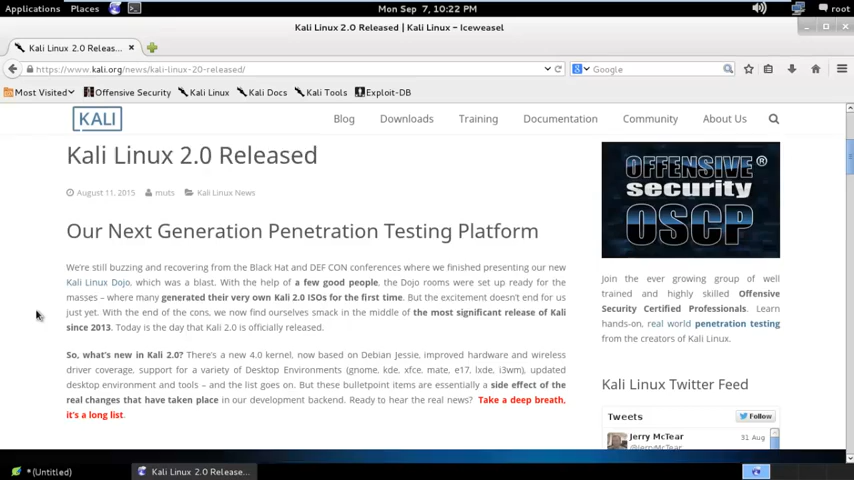 Applications Places Mon Sep 7, 10:22 PM root
Kali Linux 2.0 Released | Kali Linux - Iceweasel
Kali Linux 2.0 Releas...
https://www.kali.org/news/kali-linux-20-released/ Google
Most Visited Offensive Security Kali Linux Kali Docs Kali Tools Exploit-DB
KALI Blog Downloads Training Documentation Community About Us
Kali Linux 2.0 Released
August 11, 2015 muts Kali Linux News
Our Next Generation Penetration Testing Platform
We're still buzzing and recovering from the Black Hat and DEF CON conferences where we finished presenting our new
Kali Linux Dojo, which was a blast. With the help of a few good people, the Dojo rooms were set up ready for the
masses – where many generated their very own Kali 2.0 ISOs for the first time. But the excitement doesn't end for us
just yet. With the end of the cons, we now find ourselves smack in the middle of the most significant release of Kali
since 2013. Today is the day that Kali 2.0 is officially released.
So, what's new in Kali 2.0? There's a new 4.0 kernel, now based on Debian Jessie, improved hardware and wireless
driver coverage, support for a variety of Desktop Environments (gnome, kde, xfce, mate, e17, lxde, i3wm), updated
desktop environment and tools – and the list goes on. But these bulletpoint items are essentially a side effect of the
real changes that have taken place in our development backend. Ready to hear the real news? Take a deep breath,
it's a long list.
OFFENSIVE®
security
OSCP
Join the ever growing group of well
trained and highly skilled Offensive
Security Certified Professionals. Learn
hands-on, real world penetration testing
from the creators of Kali Linux.
Kali Linux Twitter Feed
Tweets Follow
Jerry McTear 31 Aug
@jerryMcTear
*(Untitled) Kali Linux 2.0 Release...